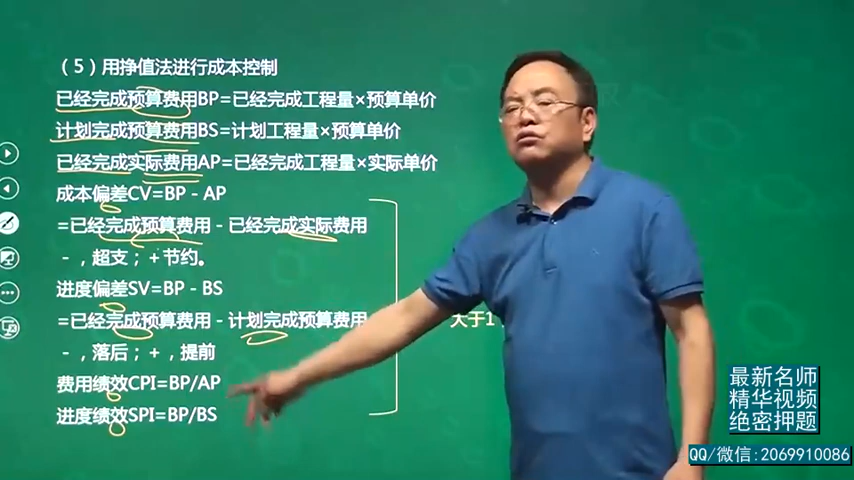 （5）用挣值法进行成本控制
已经完成预算费用BP=已经完成工程量×预算单价
计划完成预算费用BS=计划工程量×预算单价
已经完成实际费用AP=已经完成工程量×实际单价
成本偏差CV=BP - AP
=已经完成预算费用 - 已经完成实际费用
-，超支；+节约。
进度偏差SV=BP - BS
=已经完成预算费用 - 计划完成预算费用
-，落后；+，提前
费用绩效CPI=BP/AP
进度绩效SPI=BP/BS
大于1
最新名师
精华视频
绝密押题
QQ/微信:2069910086